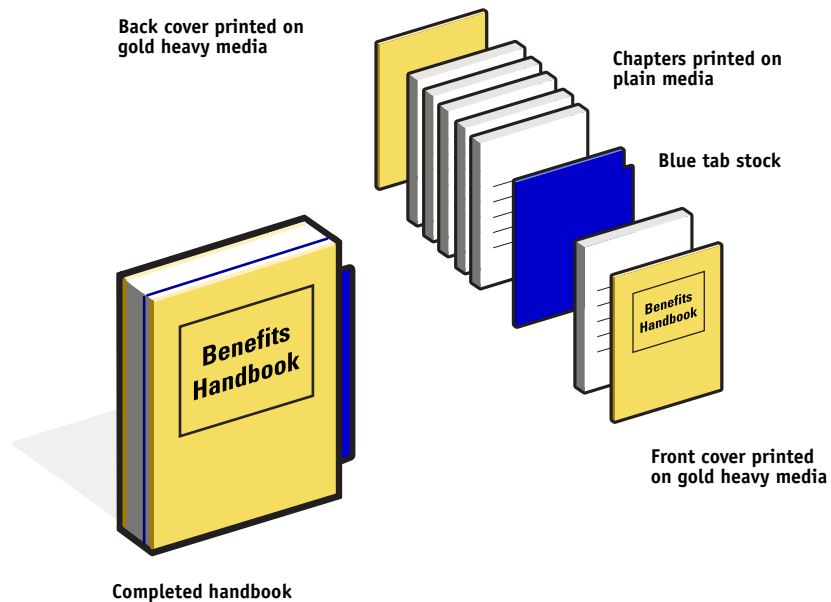 Back cover printed on
gold heavy media
Chapters printed on
plain media
Blue tab stock
Benefits
Handbook
Benefits
Handbook
Front cover printed
on gold heavy media
Completed handbook